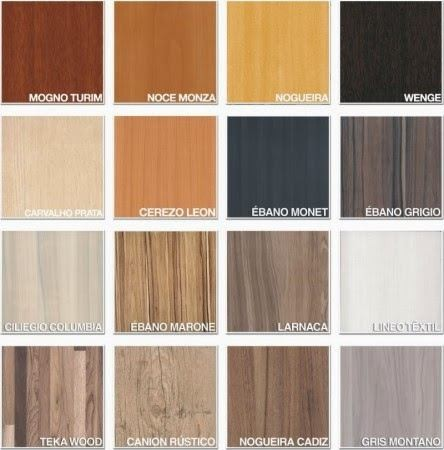 MOGNO TURIM
NOCE MONZA
NOGUEIRA
WENGE
CARVALHO PRATA
CEREZO LEON
ÉBANO MONET
ÉBANO GRIGIO
CILIEGIO COLUMBIA
ÉBANO MARONE
LARNACA
LINEO TÊXTIL
TEKA WOOD
CANION RÚSTICO
NOGUEIRA CADIZ
GRIS MONTANO